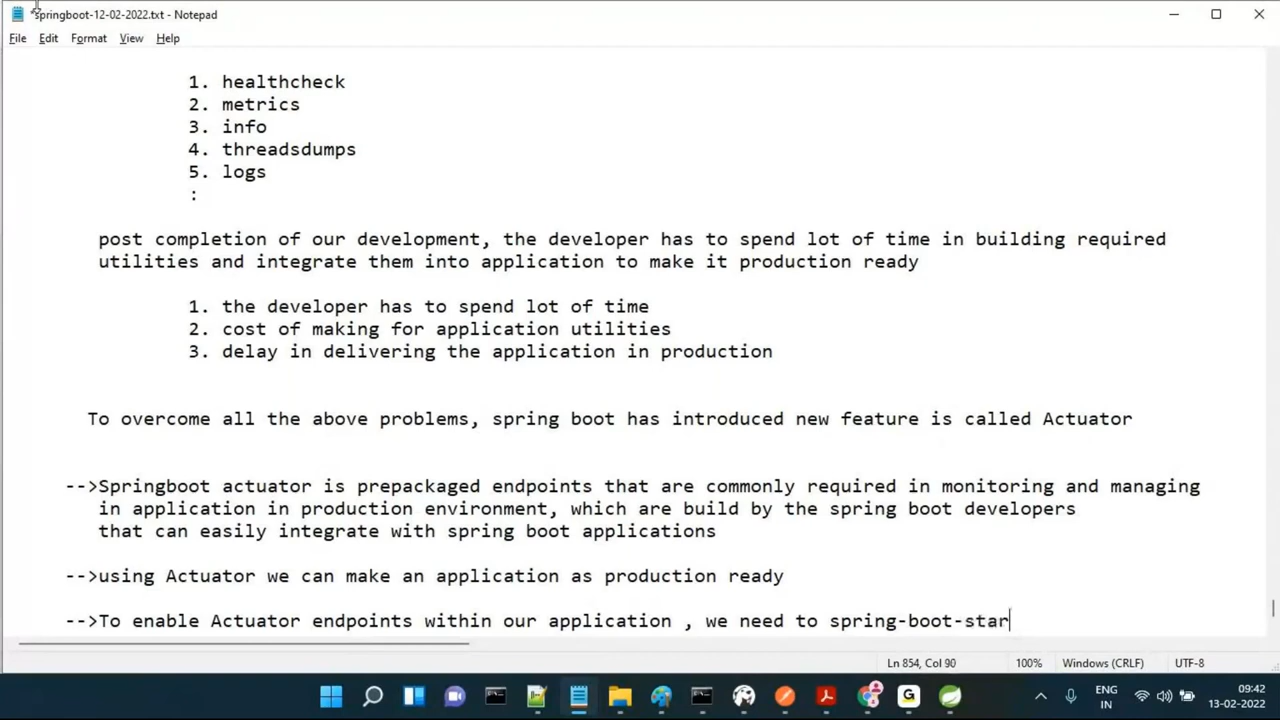 *springboot-12-02-2022.txt - Notepad
File Edit Format View Help
1. healthcheck
2. metrics
3. info
4. threadsdumps
5. logs
:
post completion of our development, the developer has to spend lot of time in building required
utilities and integrate them into application to make it production ready
1. the developer has to spend lot of time
2. cost of making for application utilities
3. delay in delivering the application in production
To overcome all the above problems, spring boot has introduced new feature is called Actuator
-->Springboot actuator is prepackaged endpoints that are commonly required in monitoring and managing
in application in production environment, which are build by the spring boot developers
that can easily integrate with spring boot applications
-->using Actuator we can make an application as production ready
-->To enable Actuator endpoints within our application , we need to spring-boot-star
Ln 854, Col 90 100% Windows (CRLF) UTF-8
ENG 09:42
IN 13-02-2022